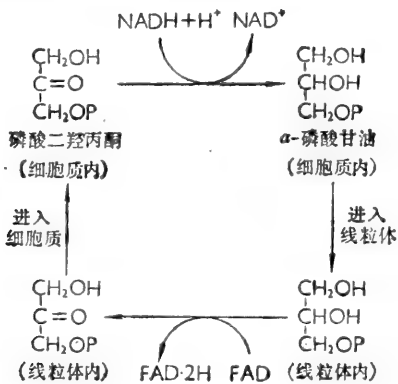 NADH+H⁺ NAD⁺
CH₂OH
C=O
CH₂OP
磷酸二羟丙酮
(细胞质内)
CH₂OH
CHOH
CH₂OP
α-磷酸甘油
(细胞质内)
进入
细胞质
进入
线粒体
CH₂OH
C=O
CH₂OP
(线粒体内)
CH₂OH
CHOH
CH₂OP
(线粒体内)
FAD·2H FAD